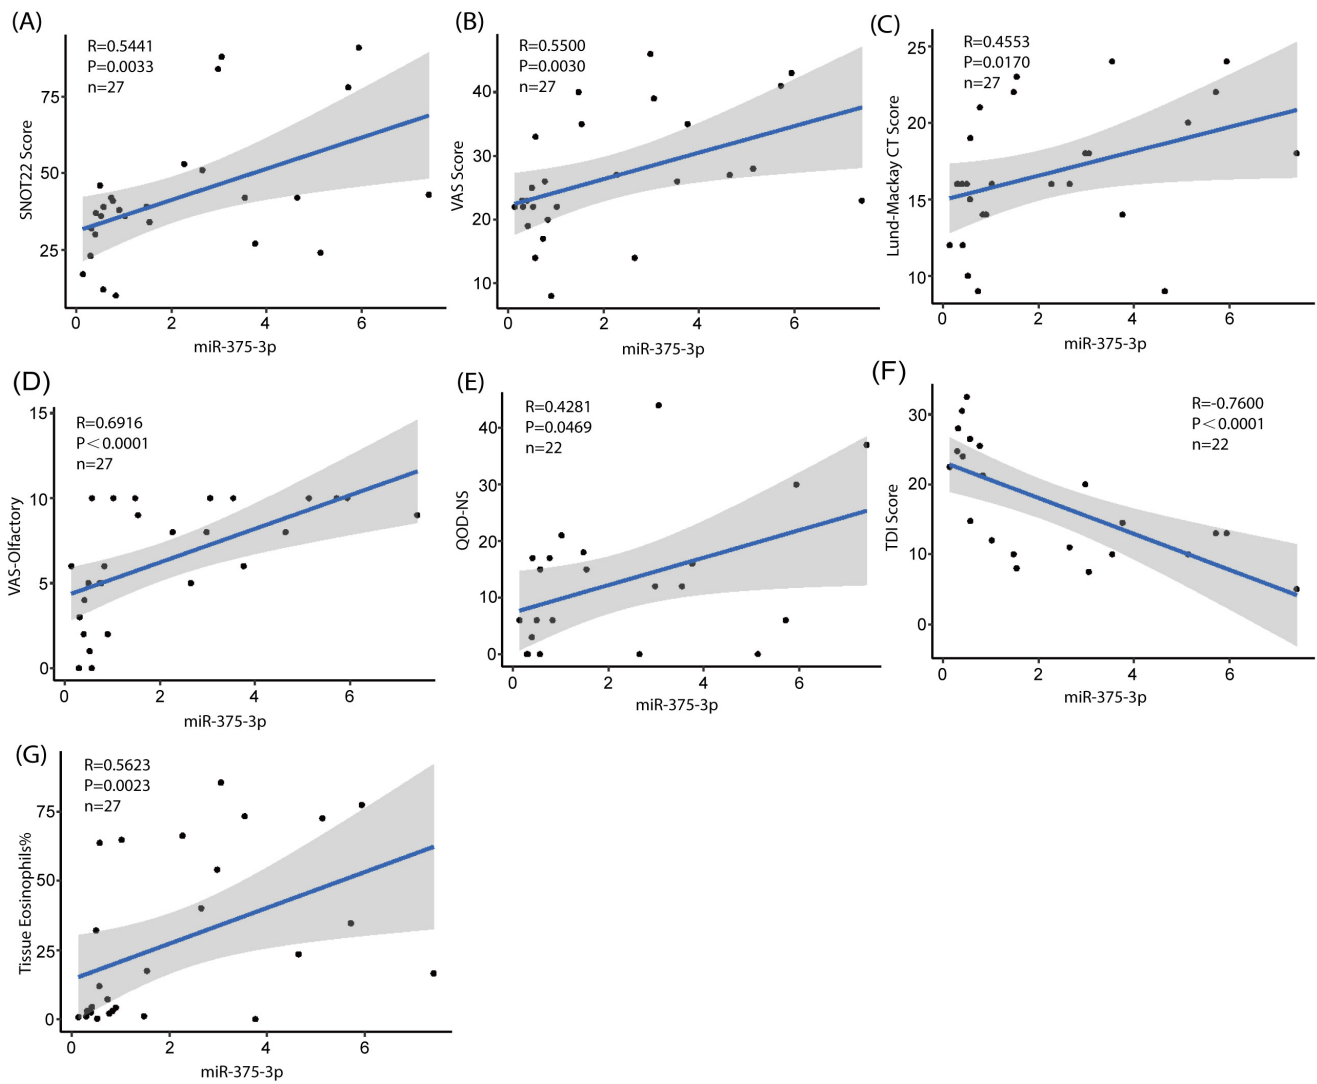 (A)
R=0.5441
P=0.0033
n=27
SNOT22 Score
75
50
25
0 2 4 6
miR-375-3p
(B)
R=0.5500
P=0.0030
n=27
VAS Score
40
30
20
10
0 2 4 6
miR-375-3p
(C)
R=0.4553
P=0.0170
n=27
Lund-Mackay CT Score
25
20
15
10
0 2 4 6
miR-375-3p
(D)
R=0.6916
P<0.0001
n=27
VAS-Olfactory
15
10
5
0
0 2 4 6
miR-375-3p
(E)
R=0.4281
P=0.0469
n=22
QOD-NS
40
30
20
10
0
0 2 4 6
miR-375-3p
(F)
R=-0.7600
P<0.0001
n=22
TDI Score
30
20
10
0
0 2 4 6
miR-375-3p
(G)
R=0.5623
P=0.0023
n=27
Tissue Eosinophils%
75
50
25
0
0 2 4 6
miR-375-3p